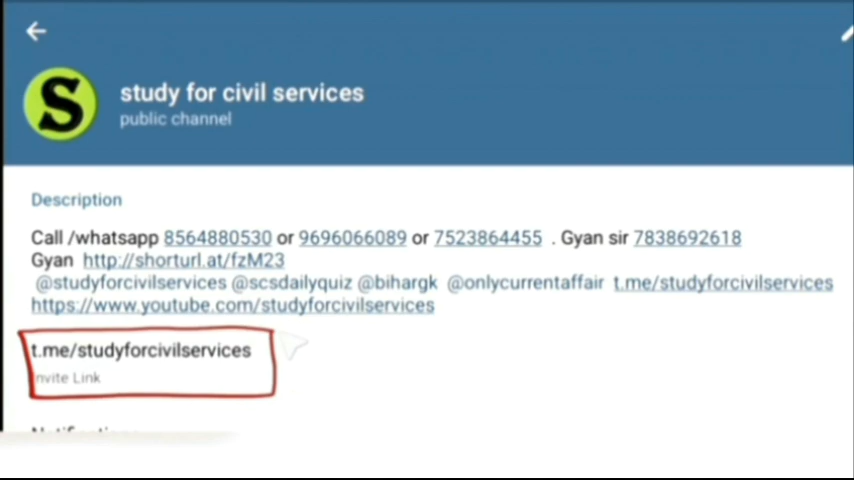 S
study for civil services
public channel
Description
Call /whatsapp 8564880530 or 9696066089 or 7523864455 . Gyan sir 7838692618
Gyan http://shorturl.at/fzM23
@studyforcivilservices @scsdailyquiz @bihargk @onlycurrentaffair t.me/studyforcivilservices
https://www.youtube.com/studyforcivilservices
t.me/studyforcivilservices
Invite Link